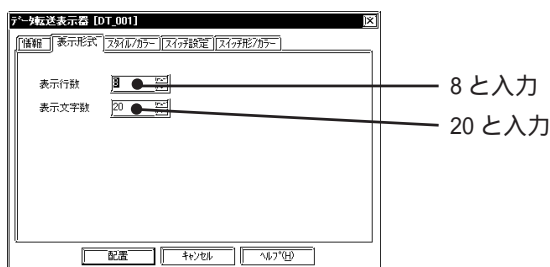 データ転送表示器 [DT_001]
情報 表示形式 スタイル/カラー スイッチ設定 スイッチ形/カラー
表示行数 8 8と入力
表示文字数 20 20と入力
配置 キャンセル ヘルプ(H)